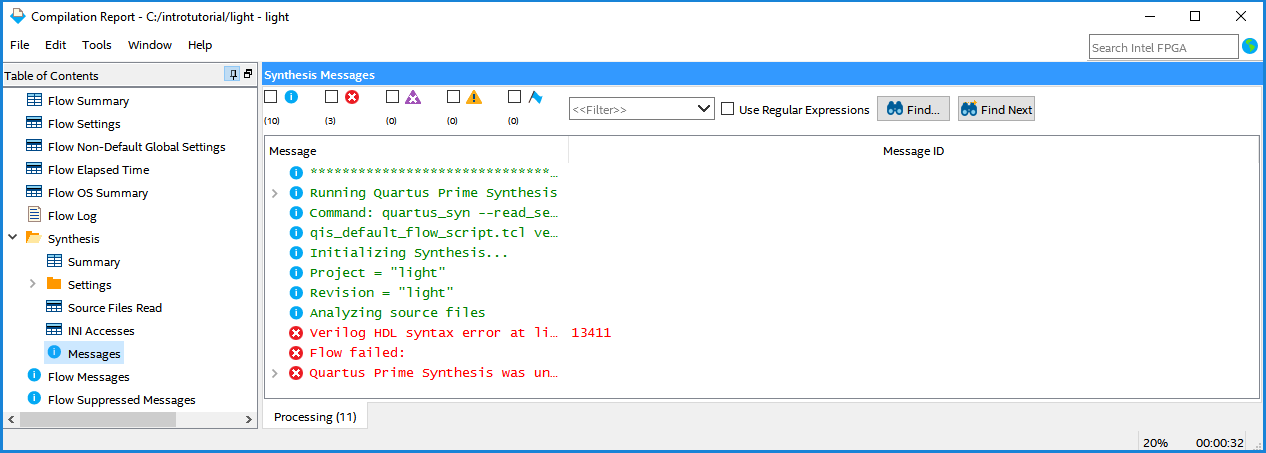 Compilation Report - C:/introtutorial/light - light
File Edit Tools Window Help
Search Intel FPGA
Table of Contents
Flow Summary
Flow Settings
Flow Non-Default Global Settings
Flow Elapsed Time
Flow OS Summary
Flow Log
Synthesis
Summary
Settings
Source Files Read
INI Accesses
Messages
Flow Messages
Flow Suppressed Messages
Synthesis Messages
(10) (3) (0) (0) (0)
<<Filter>> Use Regular Expressions Find... Find Next
Message Message ID
*******************************...
Running Quartus Prime Synthesis
Command: quartus_syn --read_se...
qis_default_flow_script.tcl ve...
Initializing Synthesis...
Project = "light"
Revision = "light"
Analyzing source files
Verilog HDL syntax error at li... 13411
Flow failed:
Quartus Prime Synthesis was un...
Processing (11)
20% 00:00:32